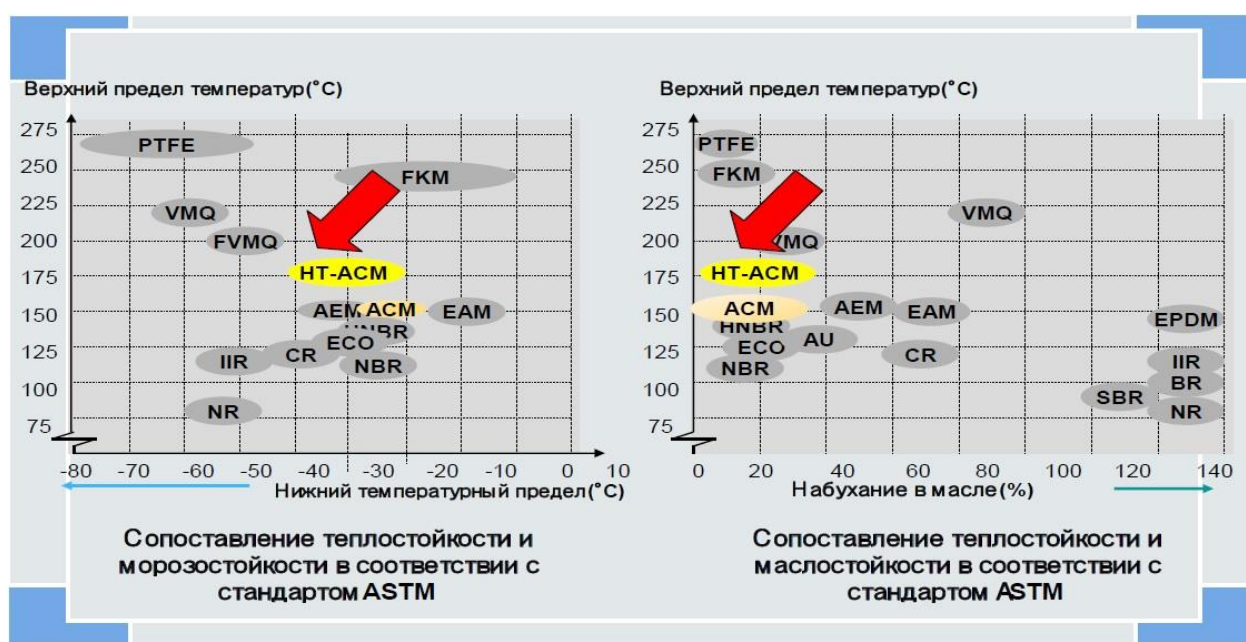 Верхний предел температур(°C)
275
250
225
200
175
150
125
100
75
PTFE
FKM
VMQ
FVMQ
HT-ACM
AEM ACM EAM
HNBR
ECO
IIR CR NBR
NR
-80 -70 -60 -50 -40 -30 -20 -10 0 10
Нижний температурный предел(°C)
Сопоставление теплостойкости и
морозостойкости в соответствии с
стандартом ASTM
Верхний предел температур(°C)
275
250
225
200
175
150
125
100
75
PTFE
FKM
VMQ
VMQ
HT-ACM
ACM AEM EAM
EPDM
HNBR
ECO AU CR
NBR IIR
BR
SBR
NR
0 20 40 60 80 100 120 140
Набухание в масле(%)
Сопоставление теплостойкости и
маслостойкости в соответствии с
стандартом ASTM